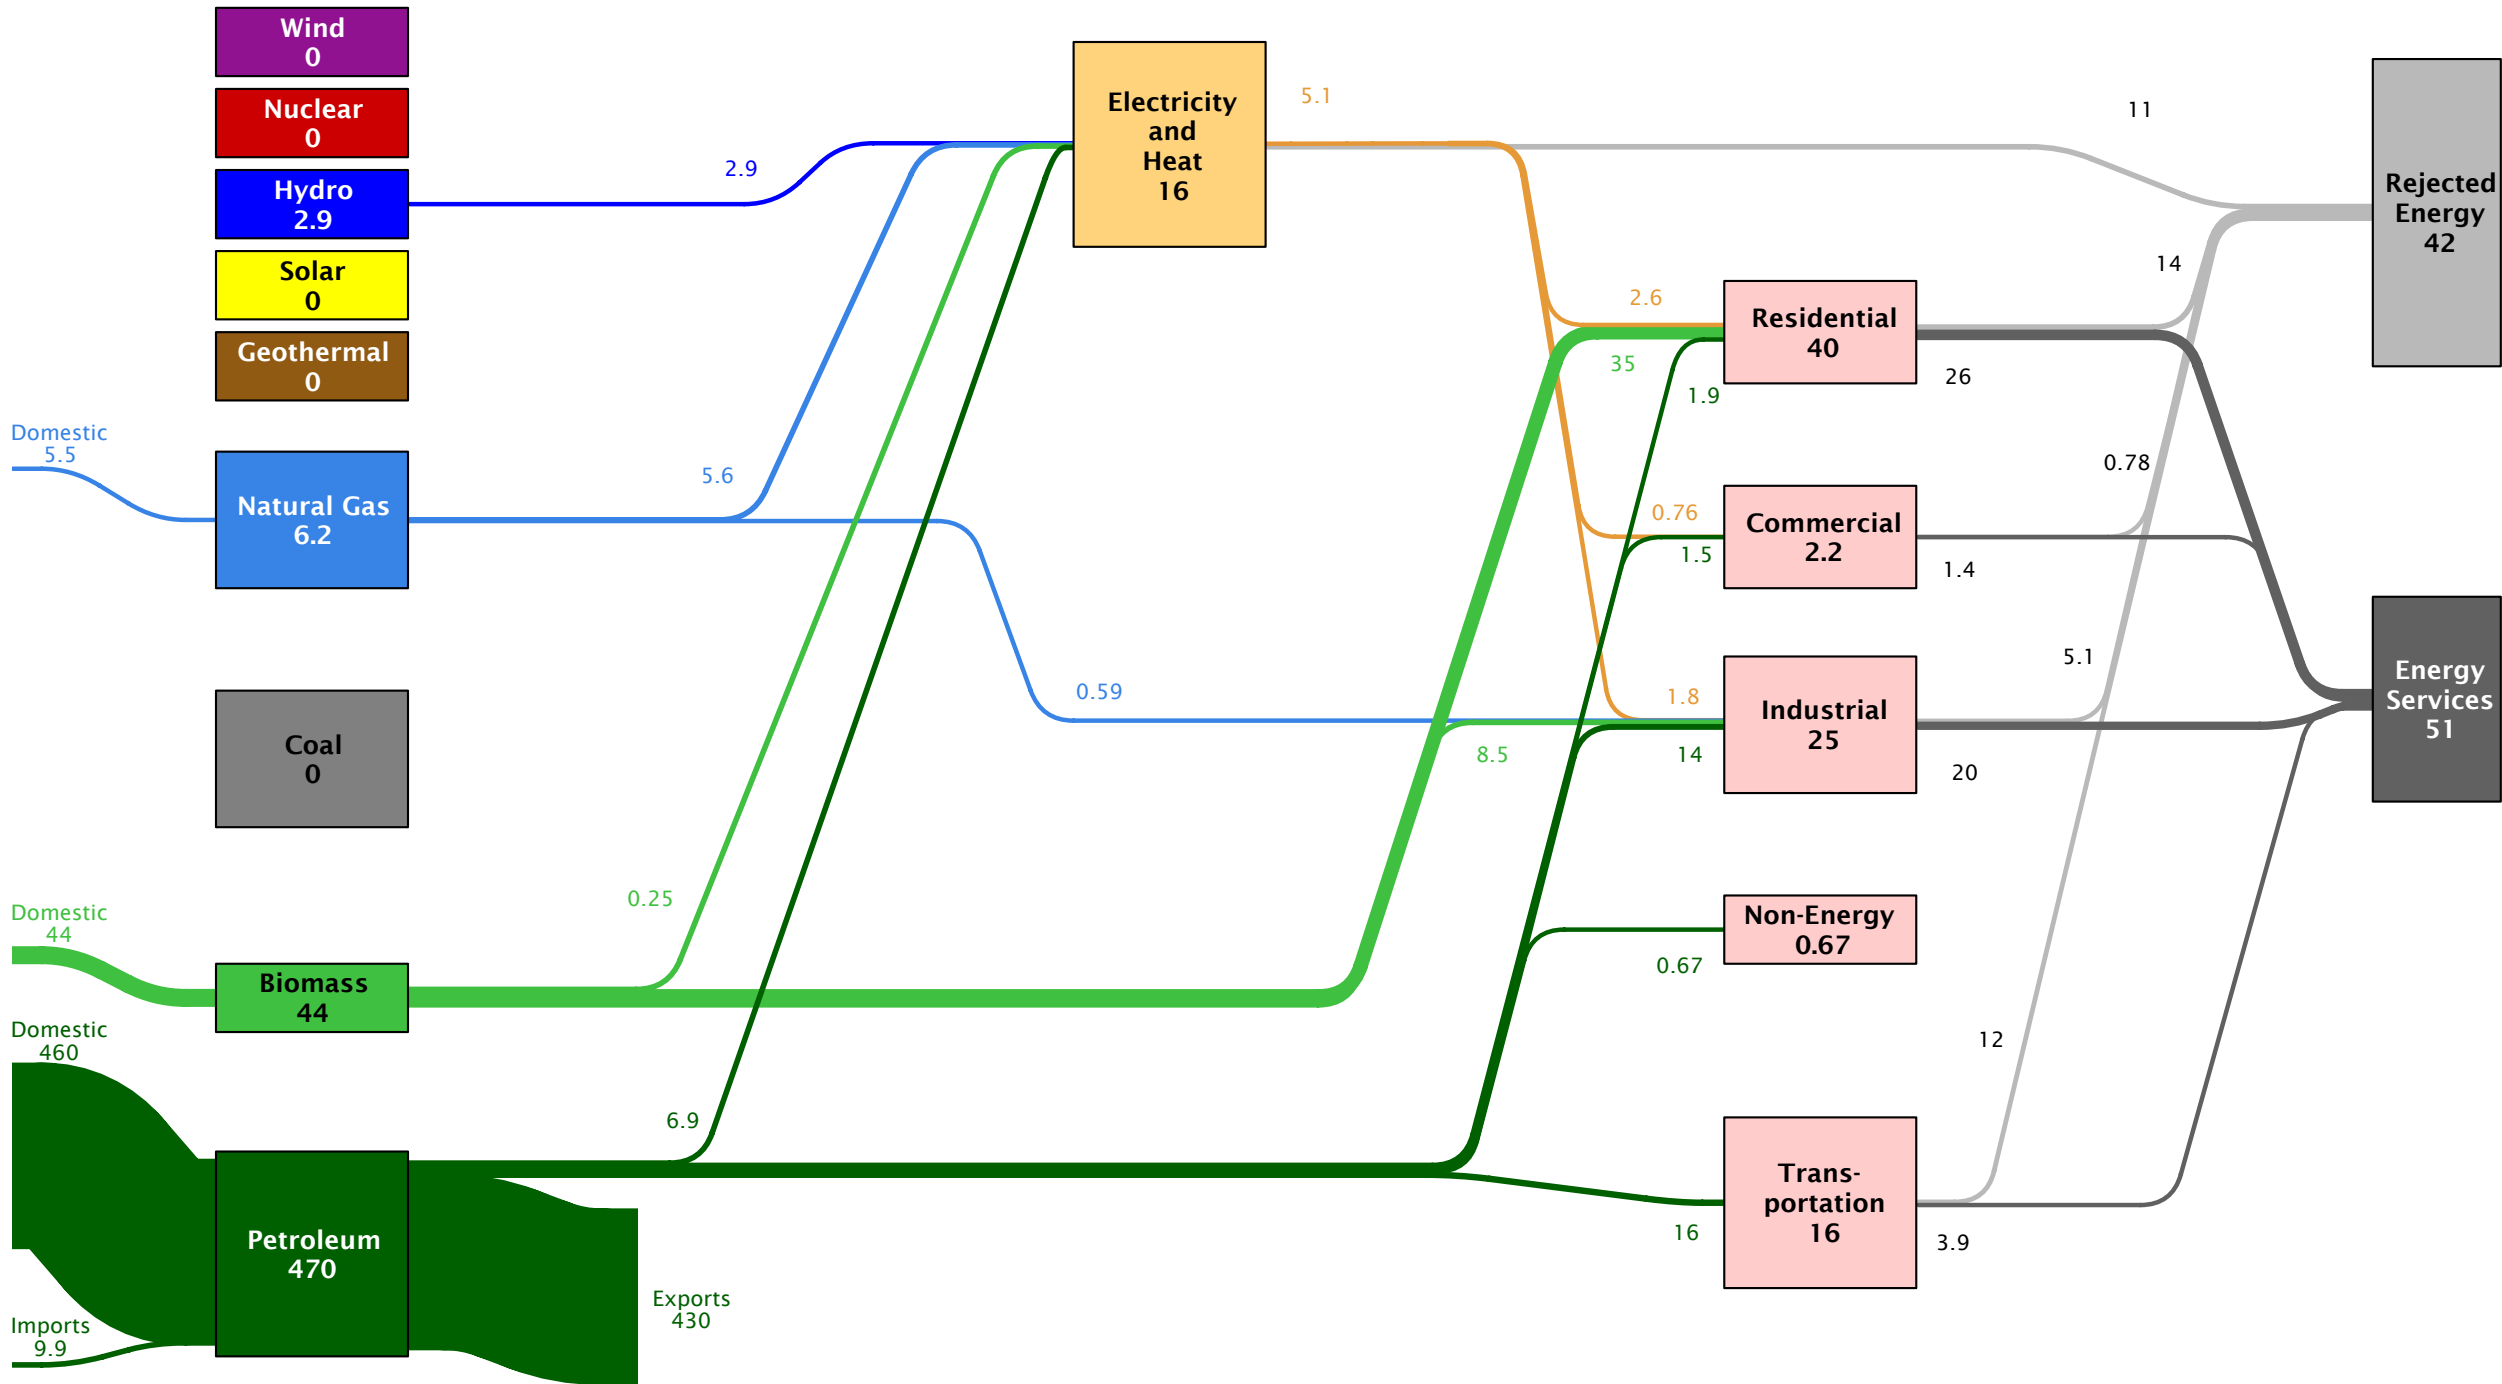 Wind
0
Nuclear
0
Hydro
2.9
Solar
0
Geothermal
0
Domestic
5.5
Natural Gas
6.2
Coal
0
Domestic
44
Biomass
44
Domestic
460
Petroleum
470
Imports
9.9
Exports
430
2.9
5.6
0.59
0.25
6.9
Electricity
and
Heat
16
5.1
11
2.6
35
1.9
Residential
40
14
26
0.76
1.5
Commercial
2.2
0.78
1.4
1.8
8.5
14
Industrial
25
5.1
20
Non-Energy
0.67
0.67
12
16
Trans-
portation
16
3.9
Rejected
Energy
42
Energy
Services
51